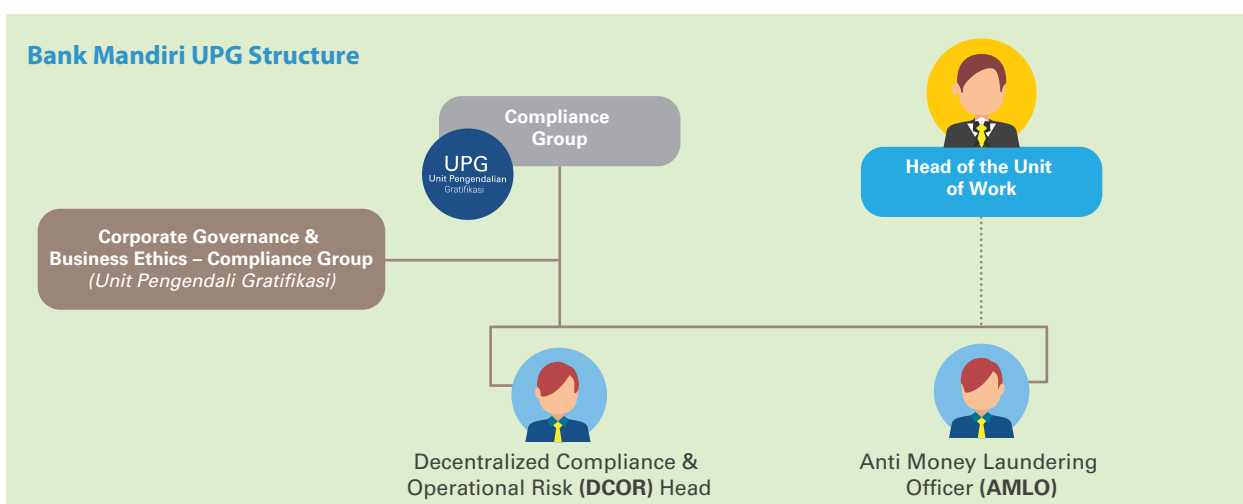 Bank Mandiri UPG Structure
Compliance
Group
UPG
Unit Pengendalian
Gratifikasi
Head of the Unit
of Work
Corporate Governance &
Business Ethics – Compliance Group
(Unit Pengendali Gratifikasi)
Decentralized Compliance &
Operational Risk (DCOR) Head
Anti Money Laundering
Officer (AMLO)